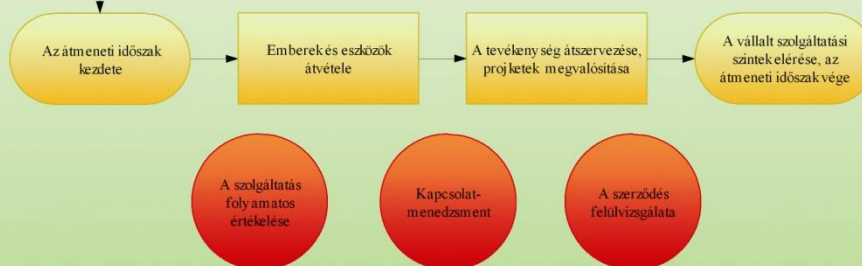 Az átmeneti időszak
kezdete
Emberek és eszközök
átvétele
A tevékenység átszervezése,
projketek megvalósítása
A vállalt szolgáltatási
szintek elérése, az
átmeneti időszak vége
A szolgáltatás
folyamatos
értékelése
Kapcsolat-
menedzsment
A szerződés
felülvizsgálata